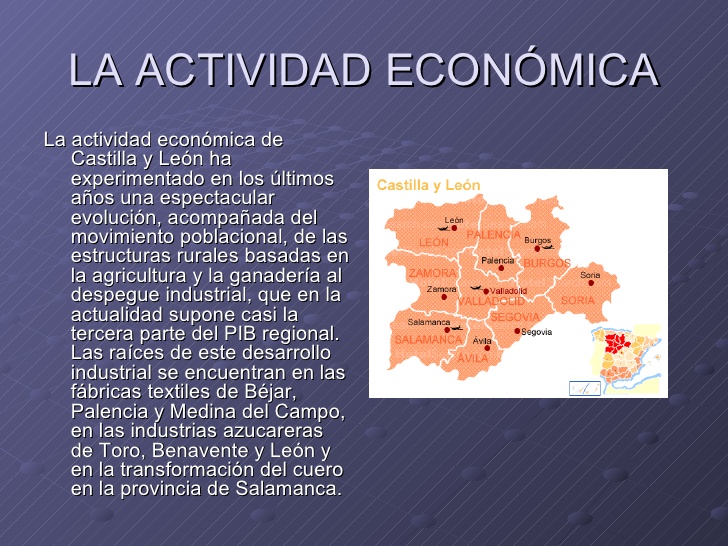 LA ACTIVIDAD ECONÓMICA
La actividad económica de
Castilla y León ha
experimentado en los últimos
años una espectacular
evolución, acompañada del
movimiento poblacional, de las
estructuras rurales basadas en
la agricultura y la ganadería al
despegue industrial, que en la
actualidad supone casi la
tercera parte del PIB regional.
Las raíces de este desarrollo
industrial se encuentran en las
fábricas textiles de Béjar,
Palencia y Medina del Campo,
en las industrias azucareras
de Toro, Benavente y León y
en la transformación del cuero
en la provincia de Salamanca.
Castilla y León
León
LEÓN
PALENCIA
Burgos
Palencia
BURGOS
ZAMORA
Soria
Zamora
Valladolid
VALLADOLID
SORIA
SEGOVIA
Salamanca
Segovia
SALAMANCA
Ávila
ÁVILA